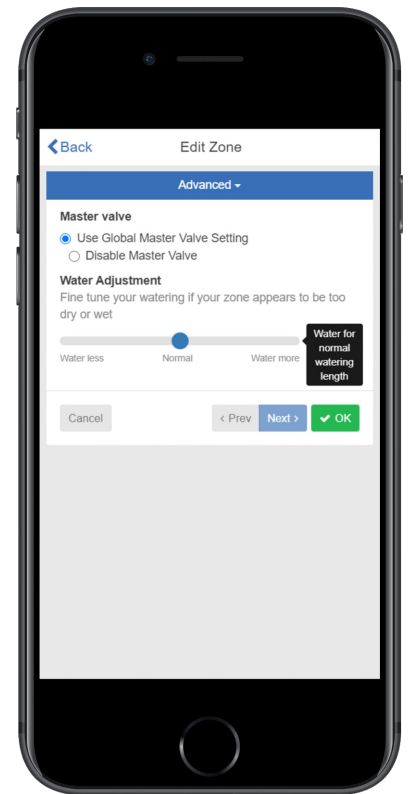 Back
Edit Zone
Advanced
Master valve
Use Global Master Valve Setting
Disable Master Valve
Water Adjustment
Fine tune your watering if your zone appears to be too
dry or wet
Water less
Normal
Water more
Water for
normal
watering
length
Cancel
< Prev
Next >
OK